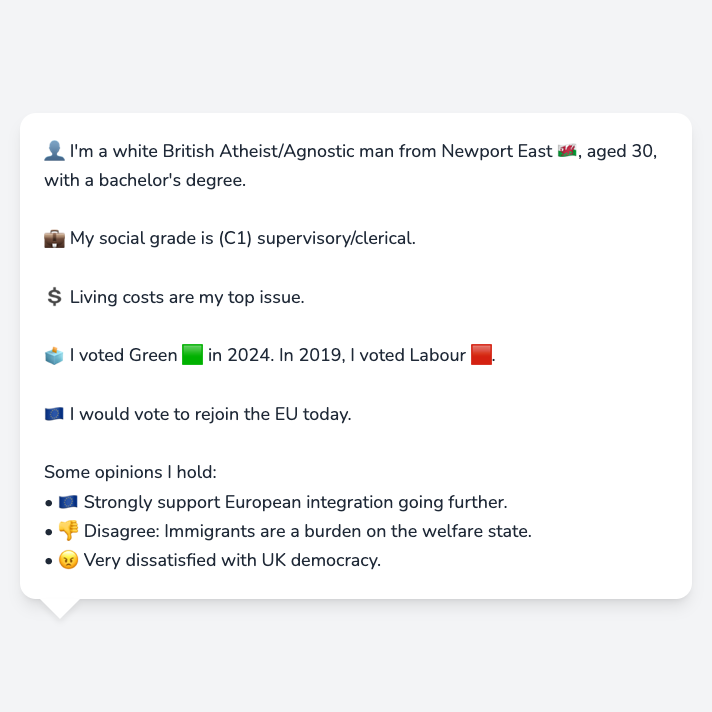 👤 I'm a white British Atheist/Agnostic man from Newport East 🏴󠁧󠁢󠁷󠁬󠁳󠁿, aged 30,
with a bachelor's degree.
💼 My social grade is (C1) supervisory/clerical.
💲 Living costs are my top issue.
🗳️ I voted Green 🟩 in 2024. In 2019, I voted Labour 🟥.
🇪🇺 I would vote to rejoin the EU today.
Some opinions I hold:
• 🇪🇺 Strongly support European integration going further.
• 👎 Disagree: Immigrants are a burden on the welfare state.
• 😠 Very dissatisfied with UK democracy.